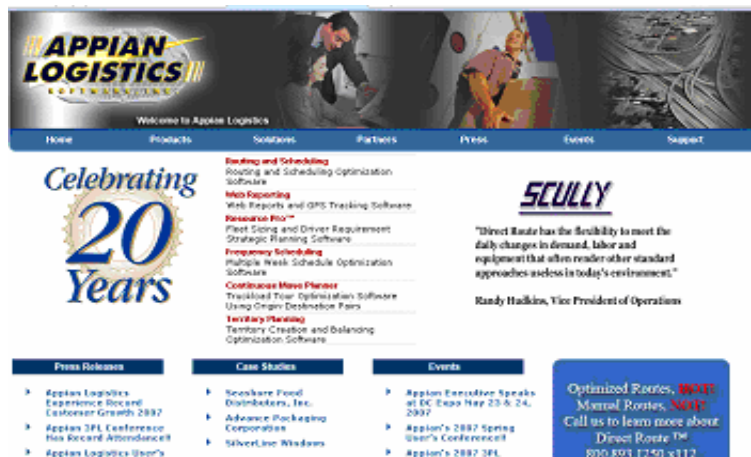 APPIAN
LOGISTICS
SOFTWARE, INC.
Welcome to Appian Logistics
Home Products Solutions Partners Press Events Support
Celebrating
20
Years
Routing and Scheduling
Routing and Scheduling Optimization
Software
Web Reporting
Web Reports and GPS Tracking Software
Resource Pro™
Fleet Sizing and Driver Requirement
Strategic Planning Software
Frequency Scheduling
Multiple Week Schedule Optimization
Software
Continuous Move Planner
Truckload Tour Optimization Software
Using Origin-Destination Pairs
Territory Planning
Territory Creation and Balancing
Optimization Software
SCULLY
"Direct Route has the flexibility to meet the
daily changes in demand, labor and
equipment that often render other standard
approaches useless in today's environment."
Randy Hudkins, Vice President of Operations
Press Releases
Appian Logistics
Experience Record
Customer Growth 2007
Appian 3PL Conference
Has Record Attendance!!
Appian Logistics User's
Case Studies
Seashore Food
Distributors, Inc.
Advance Packaging
Corporation
SilverLine Windows
Events
Appian Executive Speaks
at DC Expo May 23 & 24,
2007
Appian's 2007 Spring
User's Conference!!
Appian's 2007 3PL
Optimized Routes,
Manual Routes,
Call us to learn more about
Direct Route ™
800.893.1250 x112